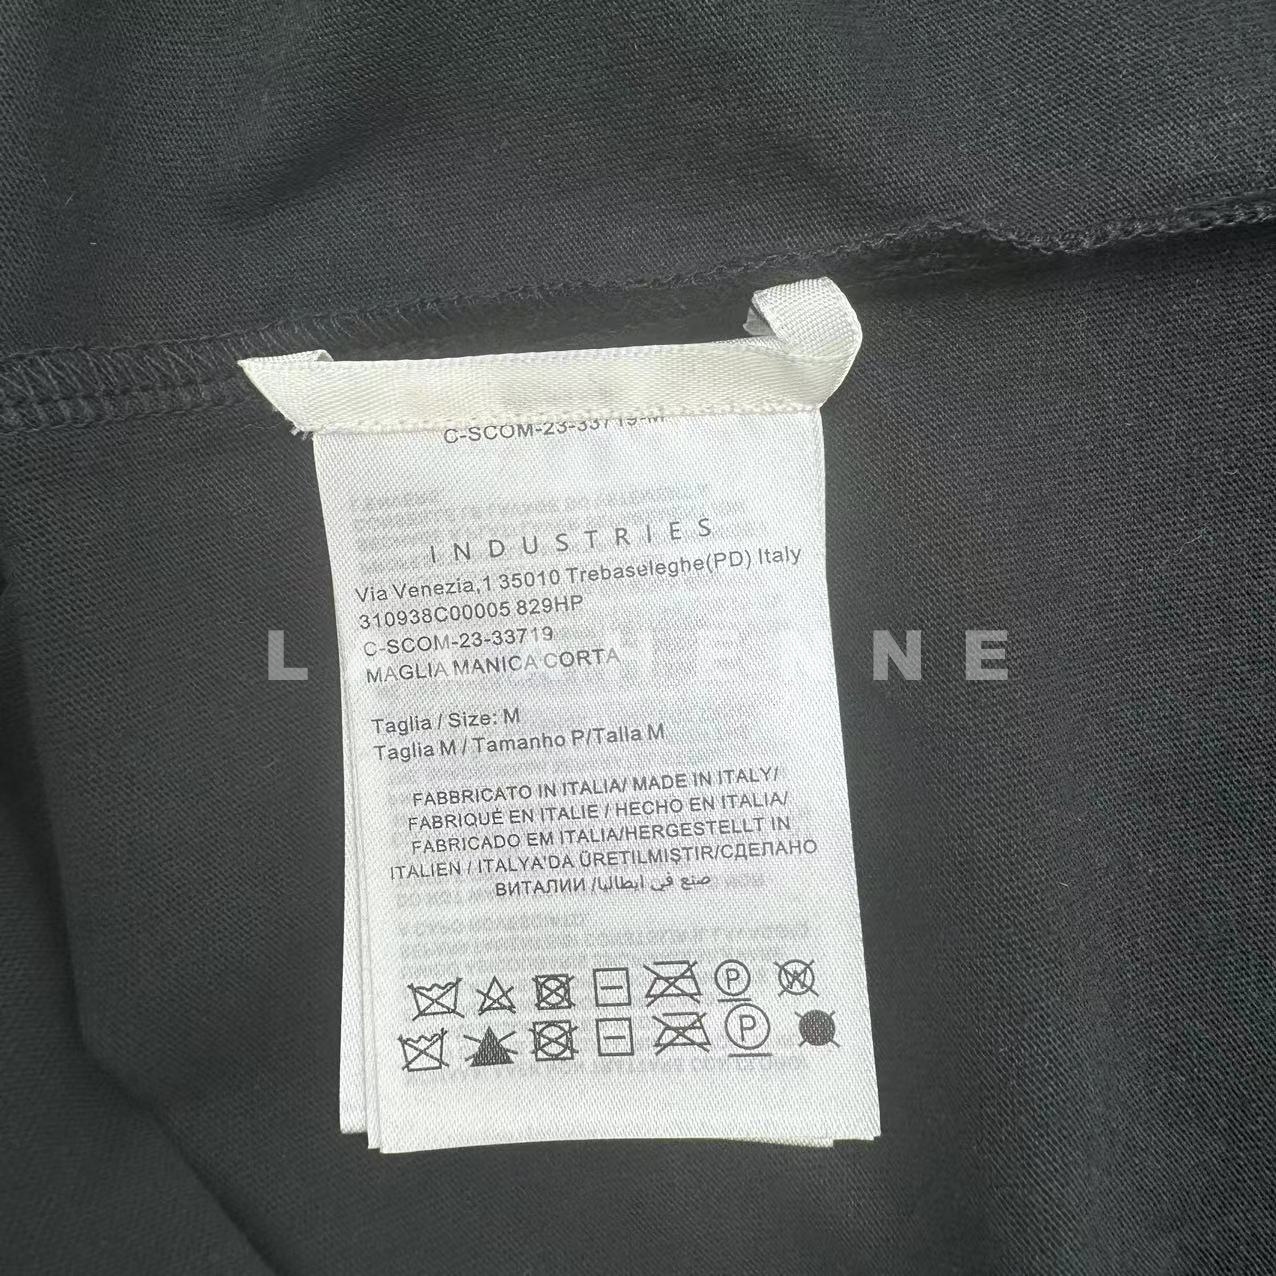 C-SCOM-23-33719-M
INDUSTRIES
Via Venezia,1 35010 Trebaseleghe(PD) Italy
310938C00005 829HP
C-SCOM-23-33719
MAGLIA MANICA CORTA
Taglia / Size: M
Taglia M / Tamanho P/Talla M
FABBRICATO IN ITALIA/ MADE IN ITALY/
FABRIQUÉ EN ITALIE / HECHO EN ITALIA/
FABRICADO EM ITALIA/HERGESTELLT IN
ITALIEN / ITALYA'DA ÜRETILMIŞTIR/СДЕЛАНО
ВИТАЛИИ /صنع في ايطاليا
P W
P